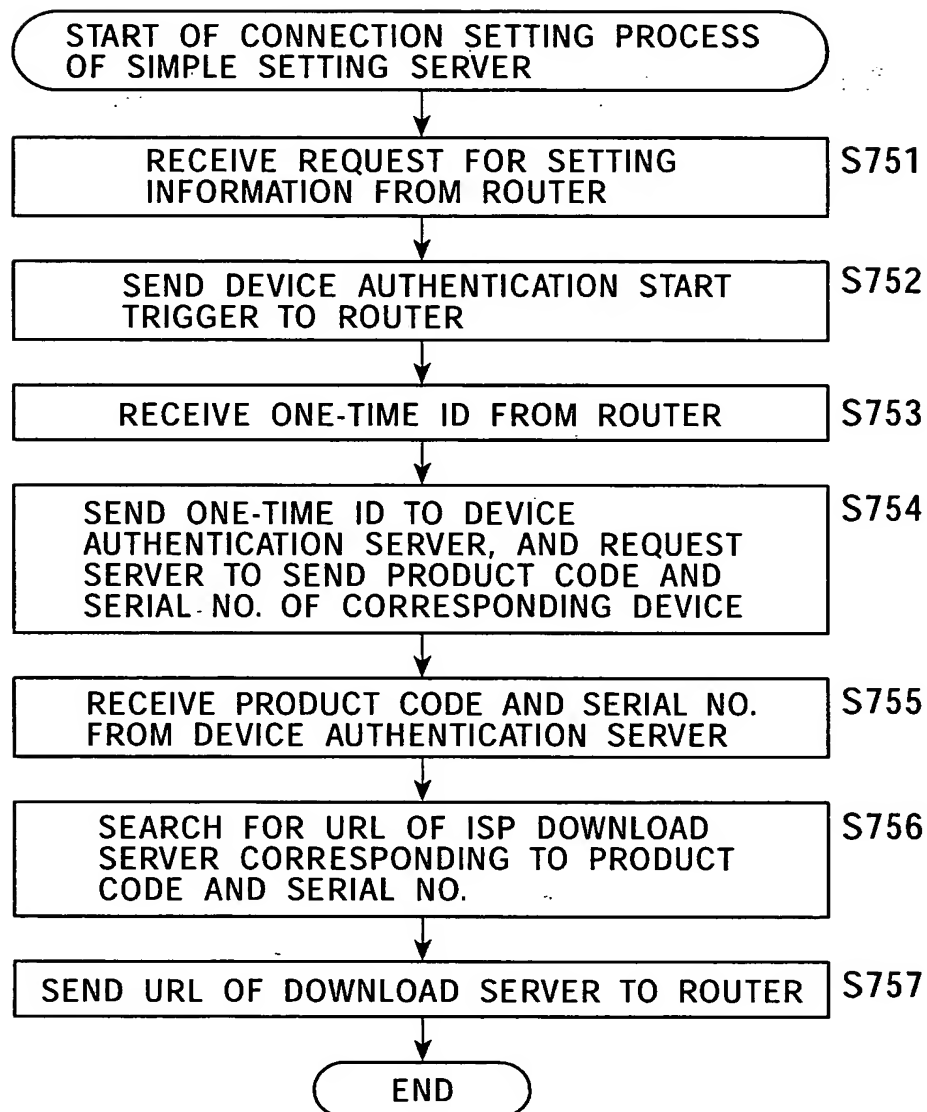 START OF CONNECTION SETTING PROCESS
OF SIMPLE SETTING SERVER
RECEIVE REQUEST FOR SETTING
INFORMATION FROM ROUTER
S751
SEND DEVICE AUTHENTICATION START
TRIGGER TO ROUTER
S752
RECEIVE ONE-TIME ID FROM ROUTER
S753
SEND ONE-TIME ID TO DEVICE
AUTHENTICATION SERVER, AND REQUEST
SERVER TO SEND PRODUCT CODE AND
SERIAL NO. OF CORRESPONDING DEVICE
S754
RECEIVE PRODUCT CODE AND SERIAL NO.
FROM DEVICE AUTHENTICATION SERVER
S755
SEARCH FOR URL OF ISP DOWNLOAD
SERVER CORRESPONDING TO PRODUCT
CODE AND SERIAL NO.
S756
SEND URL OF DOWNLOAD SERVER TO ROUTER
S757
END